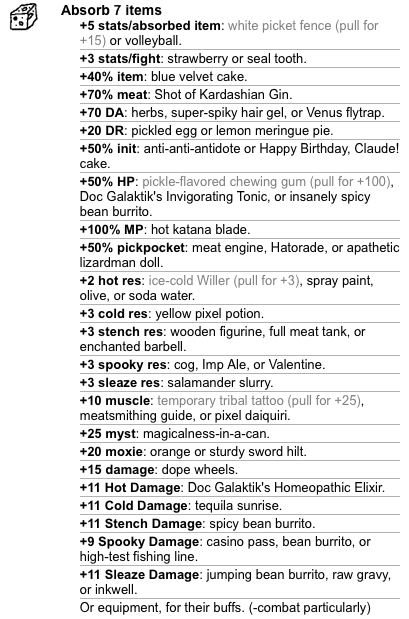 Absorb 7 items
+5 stats/absorbed item: white picket fence (pull for
+15) or volleyball.
+3 stats/fight: strawberry or seal tooth.
+40% item: blue velvet cake.
+70% meat: Shot of Kardashian Gin.
+70 DA: herbs, super-spiky hair gel, or Venus flytrap.
+20 DR: pickled egg or lemon meringue pie.
+50% init: anti-anti-antidote or Happy Birthday, Claude!
cake.
+50% HP: pickle-flavored chewing gum (pull for +100),
Doc Galaktik's Invigorating Tonic, or insanely spicy
bean burrito.
+100% MP: hot katana blade.
+50% pickpocket: meat engine, Hatorade, or apathetic
lizardman doll.
+2 hot res: ice-cold Willer (pull for +3), spray paint,
olive, or soda water.
+3 cold res: yellow pixel potion.
+3 stench res: wooden figurine, full meat tank, or
enchanted barbell.
+3 spooky res: cog, Imp Ale, or Valentine.
+3 sleaze res: salamander slurry.
+10 muscle: temporary tribal tattoo (pull for +25),
meatsmithing guide, or pixel daiquiri.
+25 myst: magicalness-in-a-can.
+20 moxie: orange or sturdy sword hilt.
+15 damage: dope wheels.
+11 Hot Damage: Doc Galaktik's Homeopathic Elixir.
+11 Cold Damage: tequila sunrise.
+11 Stench Damage: spicy bean burrito.
+9 Spooky Damage: casino pass, bean burrito, or
high-test fishing line.
+11 Sleaze Damage: jumping bean burrito, raw gravy,
or inkwell.
Or equipment, for their buffs. (-combat particularly)